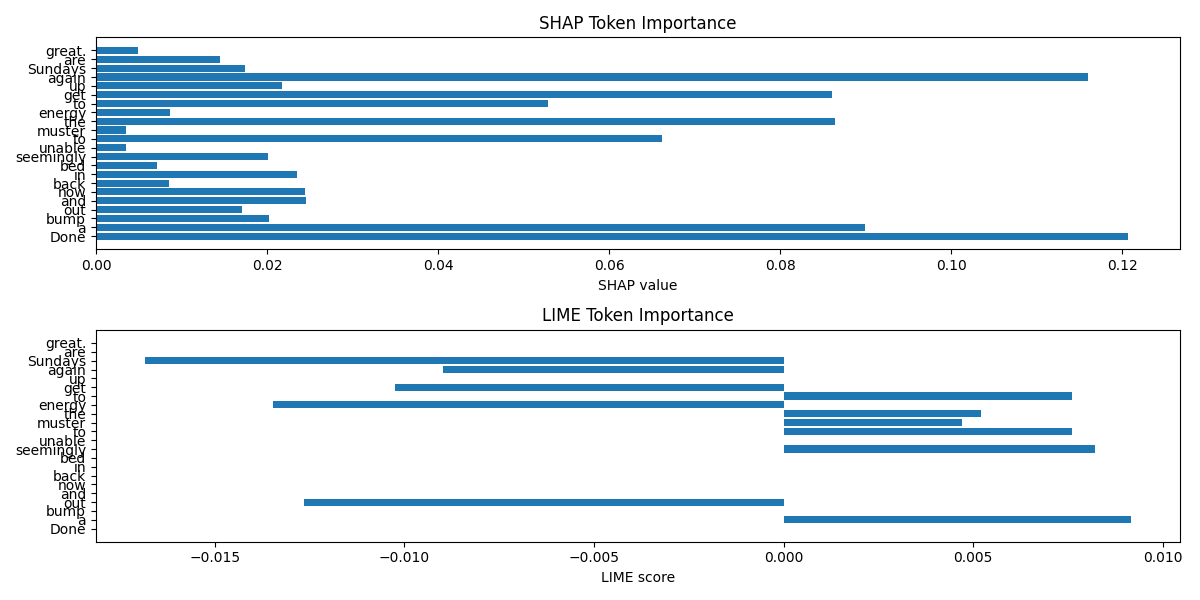 SHAP Token Importance
great.
are
Sundays
again
up
get
to
energy
the
muster
to
unable
seemingly
bed
in
back
now
and
out
bump
a
Done
0.00 0.02 0.04 0.06 0.08 0.10 0.12
SHAP value
LIME Token Importance
great.
are
Sundays
again
up
get
to
energy
the
muster
to
unable
seemingly
bed
in
back
now
and
out
bump
a
Done
−0.015 −0.010 −0.005 0.000 0.005 0.010
LIME score